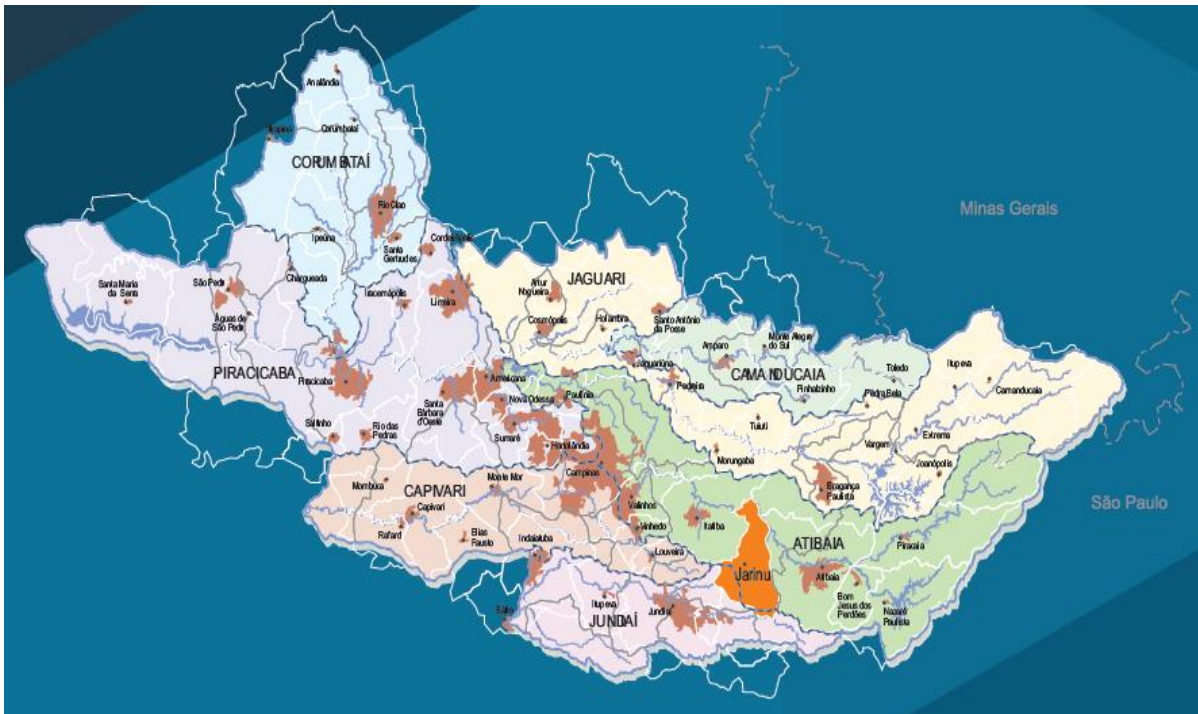 Analândia
Corumbataí
Itirapina
CORUMBATAÍ
Rio Claro
Ipeúna
Santa
Gertrudes
Cordeirópolis
Charqueada
Minas Gerais
Santa Maria
da Serra
São Pedro
Águas de
São Pedro
Iracemápolis
Limeira
JAGUARI
Artur
Nogueira
Cosmópolis
Holambra
Santo Antônio
da Posse
Amparo
Monte Alegre
do Sul
CAMANDUCAIA
Pinhalzinho
Toledo
Pedra Bela
Itapeva
Camanducaia
PIRACICABA
Piracicaba
Americana
Nova Odessa
Paulínia
Jaguariúna
Pedreira
Santa
Bárbara
d'Oeste
Sumaré
Hortolândia
Tuiuti
Vargem
Extrema
Joanópolis
Morungaba
Bragança
Paulista
Saltinho
Rio das
Pedras
Campinas
Monte Mor
CAPIVARI
Mombuca
Capivari
Rafard
Elias
Fausto
Indaiatuba
Valinhos
Vinhedo
Itatiba
Louveira
São Paulo
ATIBAIA
Piracaia
Jarinu
Atibaia
Bom
Jesus dos
Perdões
Nazaré
Paulista
Salto
Itupeva
Jundiaí
JUNDIAÍ